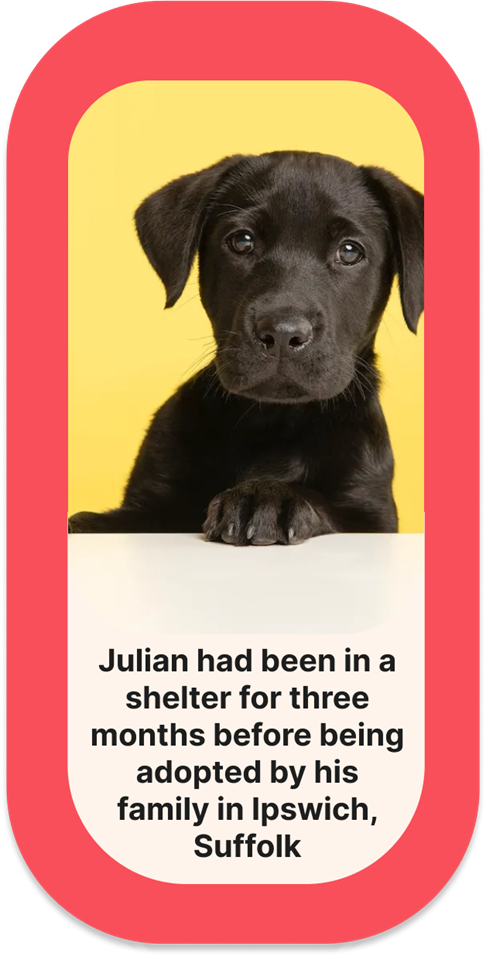 Julian had been in a
shelter for three
months before being
adopted by his
family in Ipswich,
Suffolk